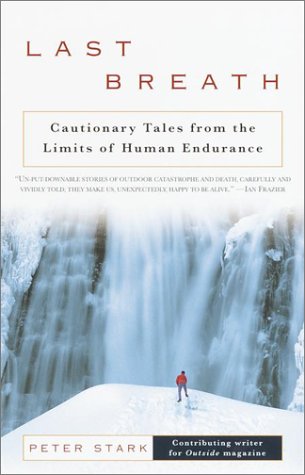 LAST
BREATH
Cautionary Tales from the
Limits of Human Endurance
"UN-PUT-DOWNABLE STORIES OF OUTDOOR CATASTROPHE AND DEATH, CAREFULLY AND
VIVIDLY TOLD; THEY MAKE US, UNEXPECTEDLY, HAPPY TO BE ALIVE." —IAN FRAZIER
PETER STARK
Contributing writer
for Outside magazine